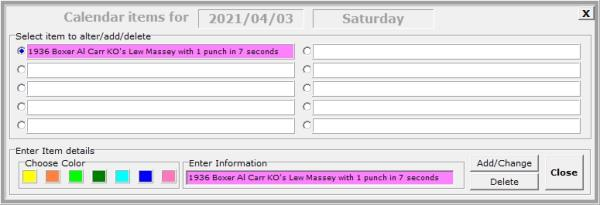 Calendar items for 2021/04/03 Saturday
X
Select item to alter/add/delete
1936 Boxer Al Carr KO's Lew Massey with 1 punch in 7 seconds
Enter Item details
Choose Color
Enter Information
1936 Boxer Al Carr KO's Lew Massey with 1 punch in 7 seconds
Add/Change
Delete
Close